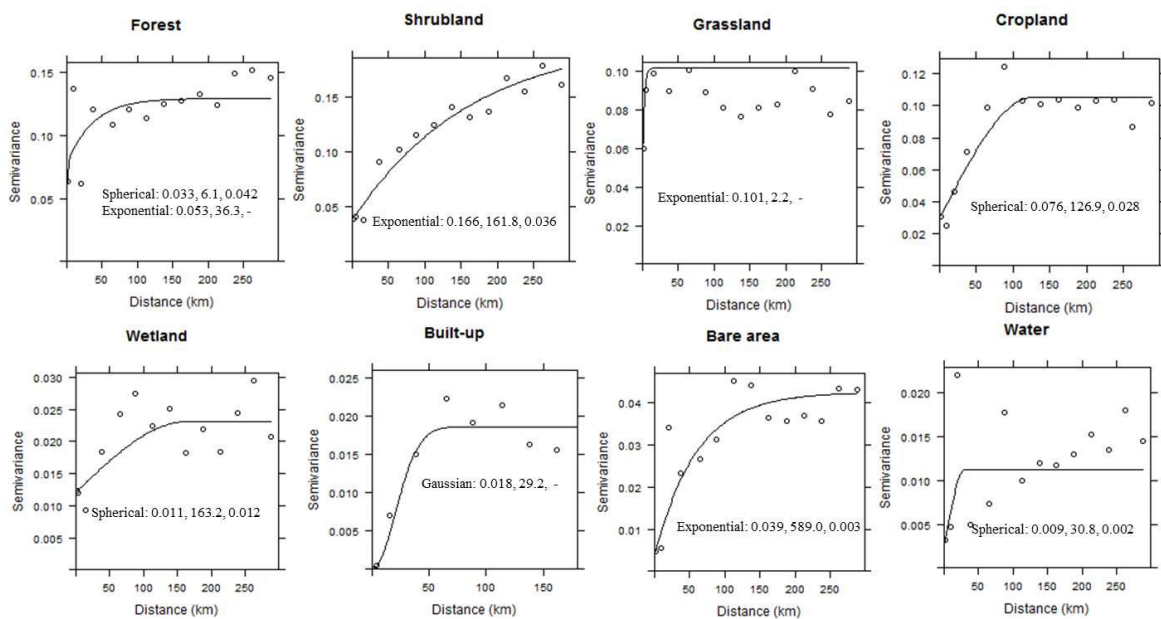 Forest
Shrubland
Grassland
Cropland
Semivariance
0.15
0.10
0.05
Spherical: 0.033, 6.1, 0.042
Exponential: 0.053, 36.3, -
50 100 150 200 250
Distance (km)
Semivariance
0.15
0.10
0.05
Exponential: 0.166, 161.8, 0.036
50 100 150 200 250
Distance (km)
Semivariance
0.10
0.08
0.06
0.04
0.02
Exponential: 0.101, 2.2, -
50 100 150 200 250
Distance (km)
Semivariance
0.12
0.10
0.08
0.06
0.04
0.02
Spherical: 0.076, 126.9, 0.028
50 100 150 200 250
Distance (km)
Wetland
Built-up
Bare area
Water
Semivariance
0.030
0.025
0.020
0.015
0.010
0.005
Spherical: 0.011, 163.2, 0.012
50 100 150 200 250
Distance (km)
Semivariance
0.025
0.020
0.015
0.010
0.005
Gaussian: 0.018, 29.2, -
50 100 150
Distance (km)
Semivariance
0.04
0.03
0.02
0.01
Exponential: 0.039, 589.0, 0.003
50 100 150 200 250
Distance (km)
Semivariance
0.020
0.015
0.010
0.005
Spherical: 0.009, 30.8, 0.002
50 100 150 200 250
Distance (km)